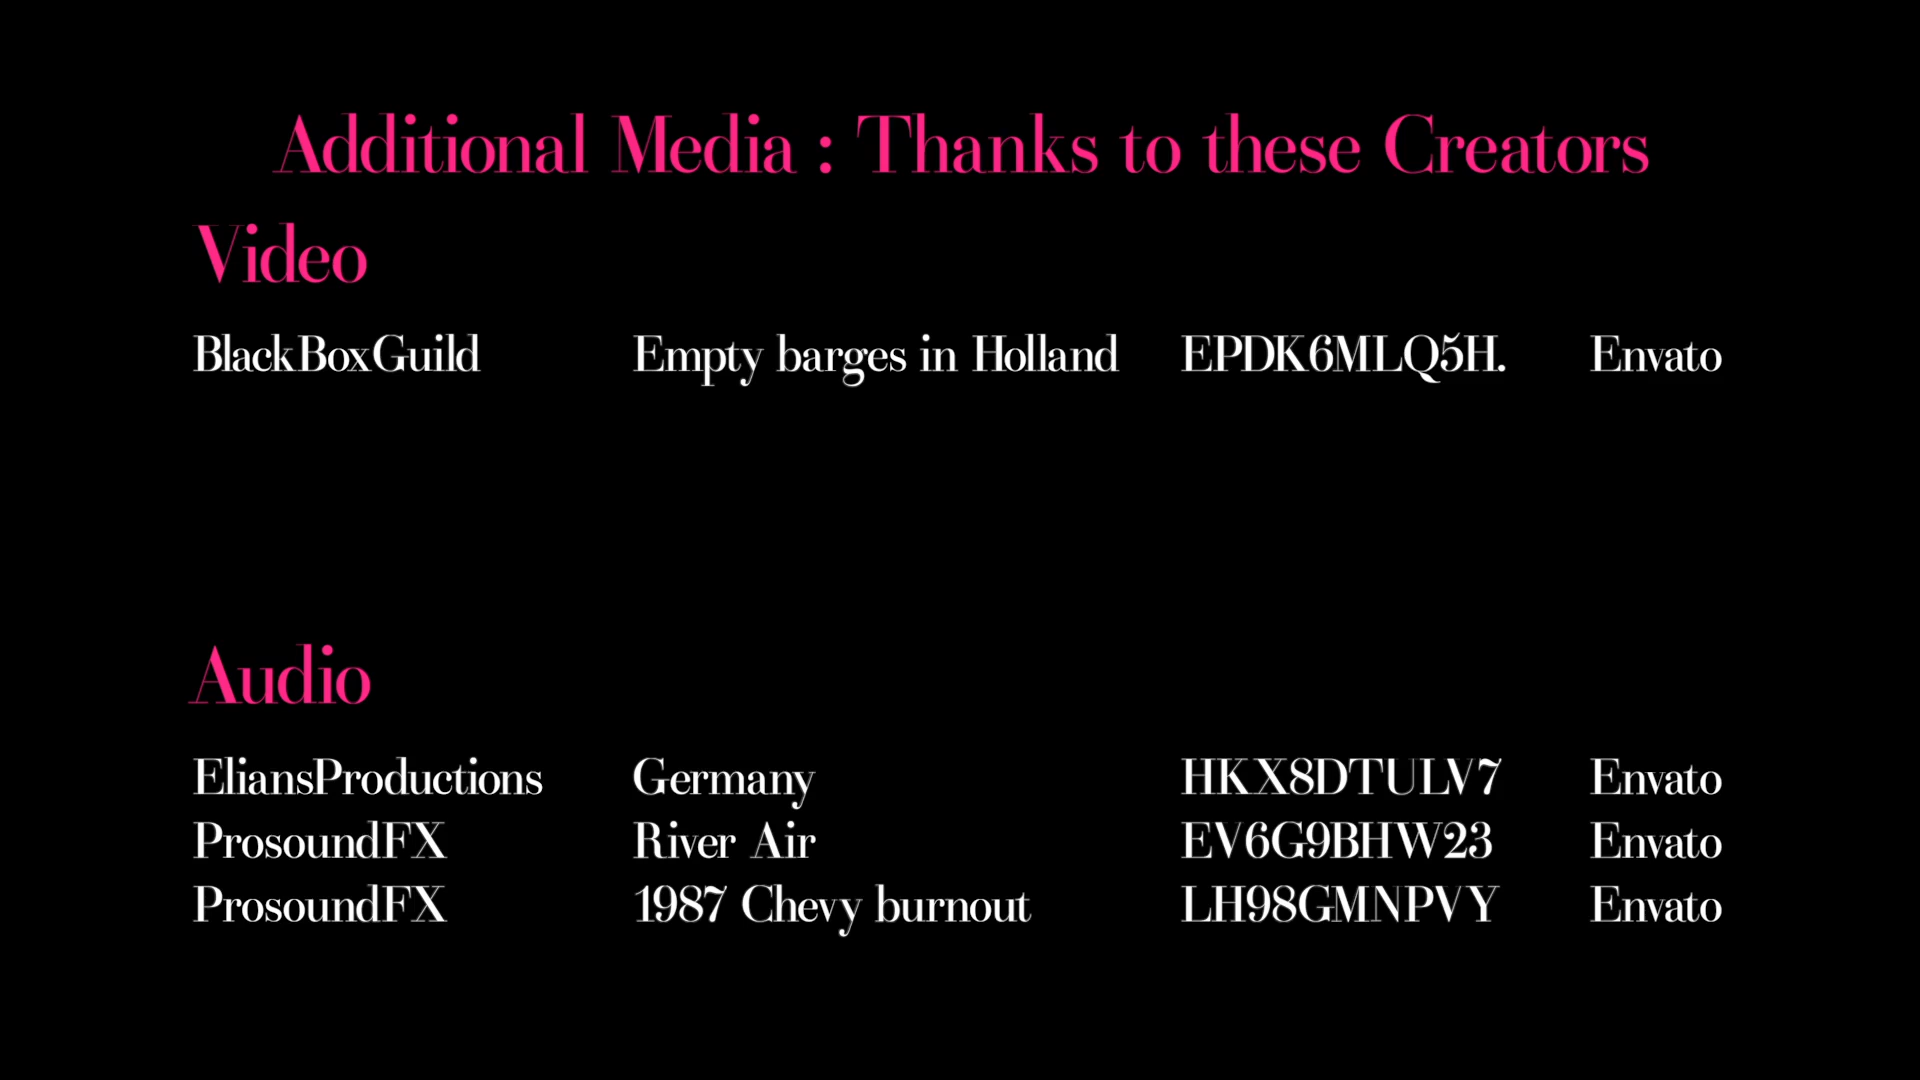 Additional Media : Thanks to these Creators
Video
BlackBoxGuild Empty barges in Holland EPDK6MLQ5H. Envato
Audio
EliansProductions Germany HKX8DTULV7 Envato
ProsoundFX River Air EV6G9BHW23 Envato
ProsoundFX 1987 Chevy burnout LH98GMNPVY Envato